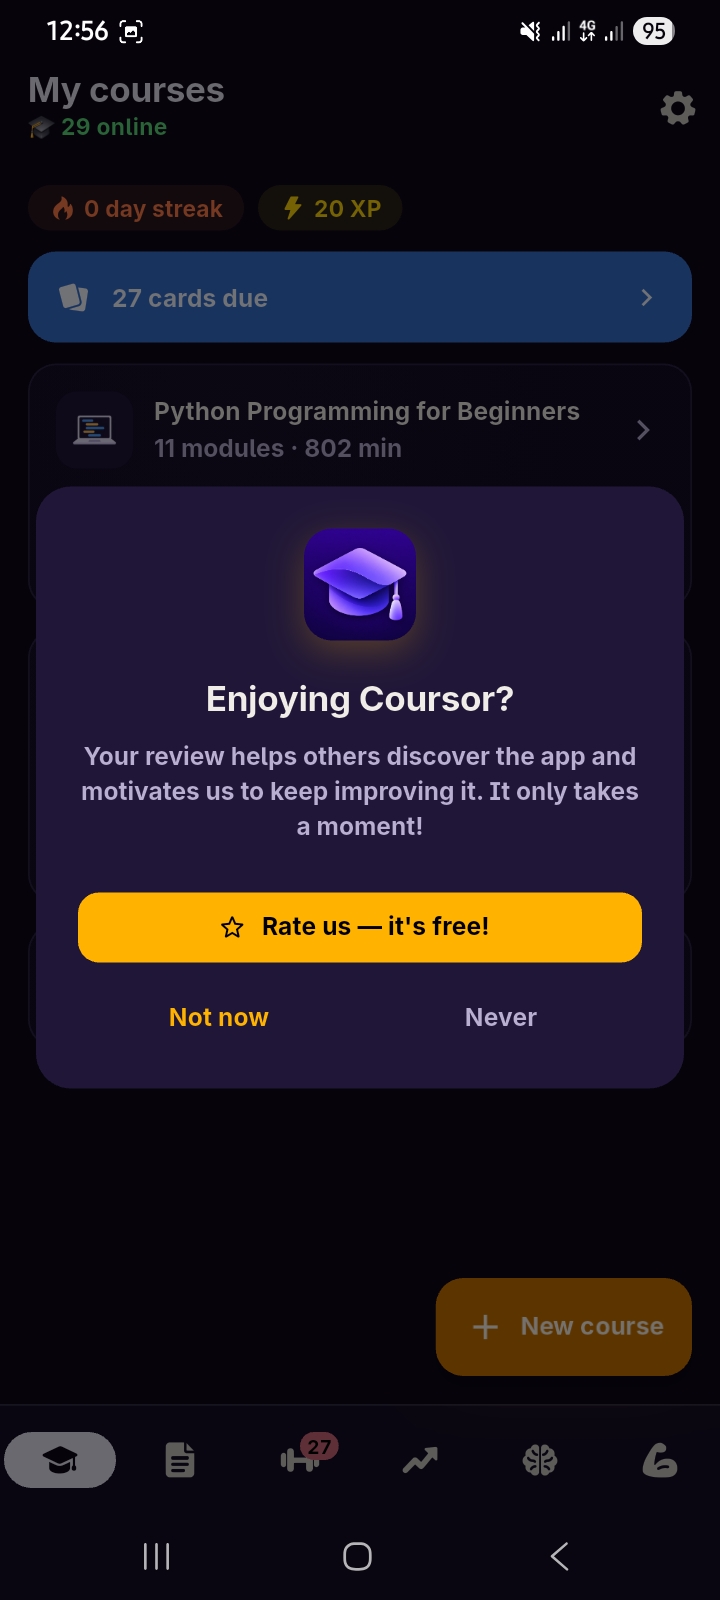 12:56
4G
95
My courses
29 online
0 day streak
20 XP
27 cards due
Python Programming for Beginners
11 modules · 802 min
Enjoying Coursor?
Your review helps others discover the app and
motivates us to keep improving it. It only takes
a moment!
Rate us — it's free!
Not now
Never
New course
27